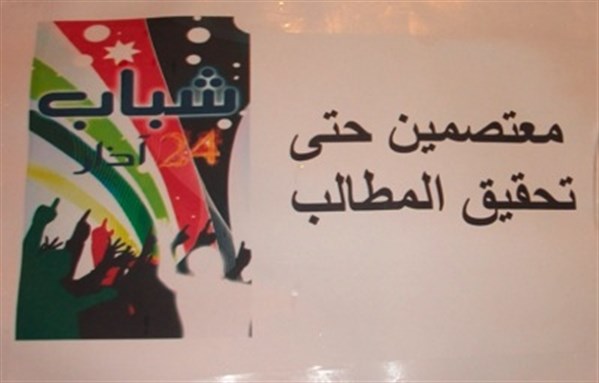 شباب
24 آذار
معتصمين حتى
تحقيق المطالب